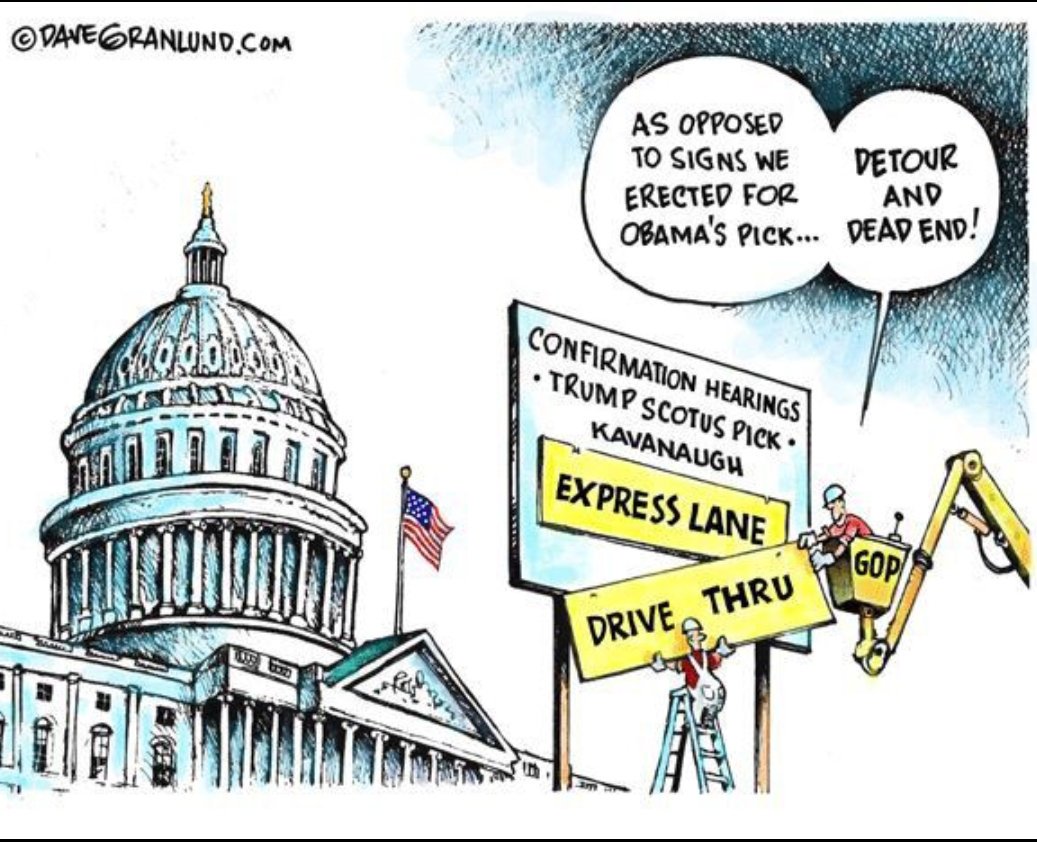 © DAVEGRANLUND.COM
AS OPPOSED
TO SIGNS WE
ERECTED FOR
OBAMA'S PICK...
DETOUR
AND
DEAD END!
CONFIRMATION HEARINGS
• TRUMP SCOTUS PICK •
KAVANAUGH
EXPRESS LANE
DRIVE THRU
GOP